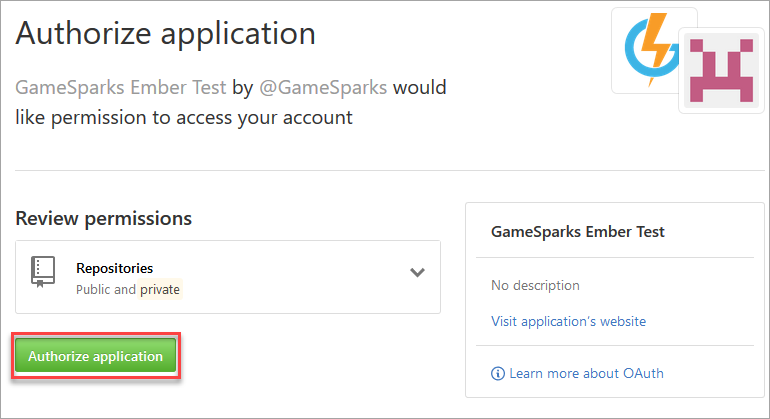 Authorize application
GameSparks Ember Test by @GameSparks would
like permission to access your account
Review permissions
Repositories
Public and private
Authorize application
GameSparks Ember Test
No description
Visit application's website
Learn more about OAuth